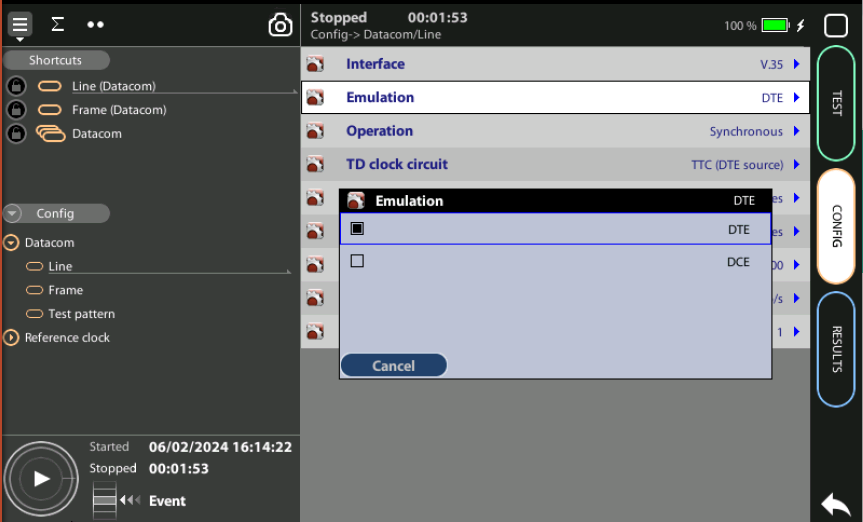 Σ
Stopped 00:01:53
Config-> Datacom/Line
100 %
Shortcuts
Line (Datacom)
Frame (Datacom)
Datacom
Config
Datacom
Line
Frame
Test pattern
Reference clock
Started 06/02/2024 16:14:22
Stopped 00:01:53
Event
Interface V.35
Emulation DTE
Operation Synchronous
TD clock circuit TTC (DTE source)
es
es
00
/s
1
Emulation DTE
DTE
DCE
Cancel
TEST
CONFIG
RESULTS